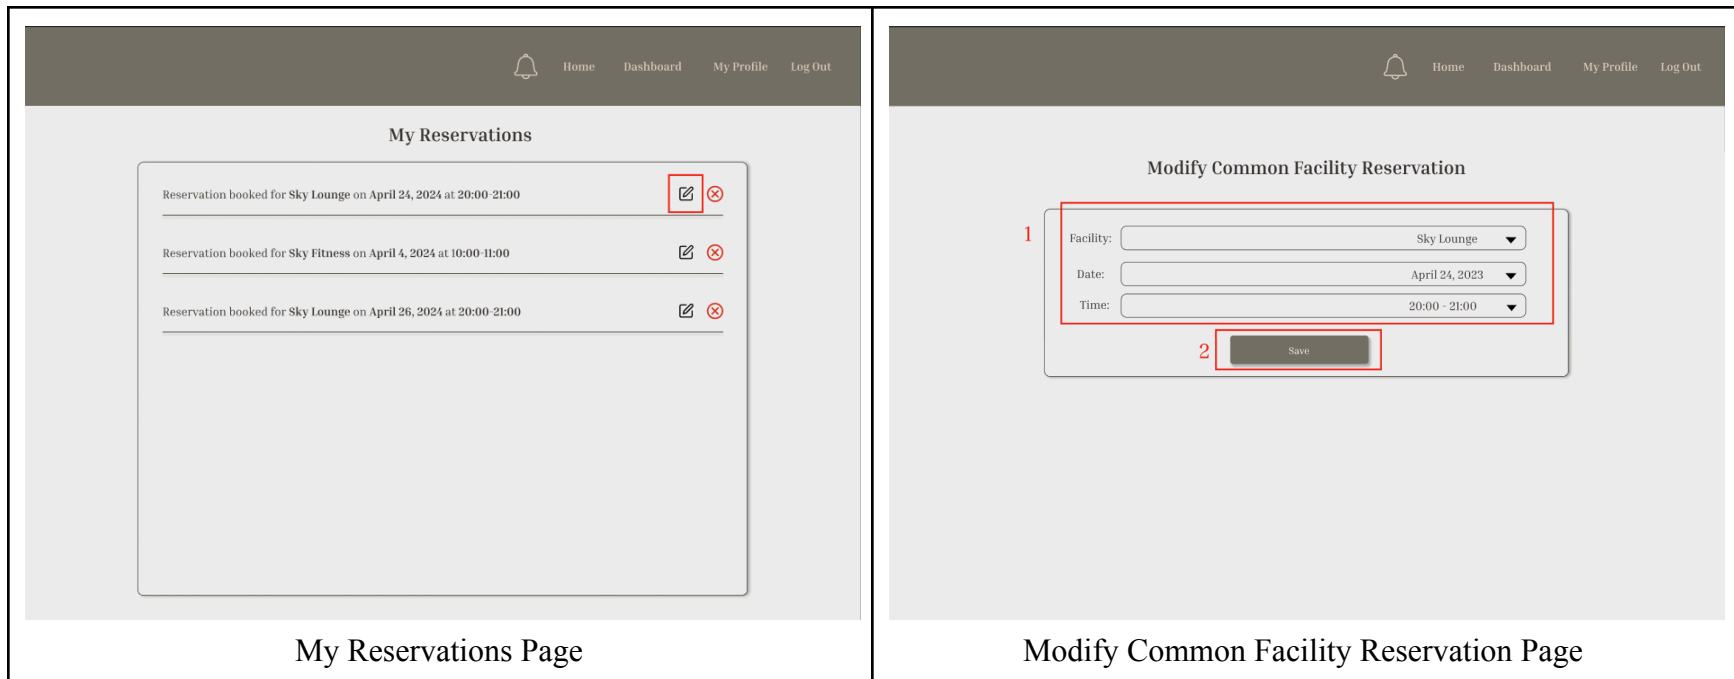 Home Dashboard My Profile Log Out
My Reservations
Reservation booked for Sky Lounge on April 24, 2024 at 20:00-21:00
Reservation booked for Sky Fitness on April 4, 2024 at 10:00-11:00
Reservation booked for Sky Lounge on April 26, 2024 at 20:00-21:00
My Reservations Page
Home Dashboard My Profile Log Out
Modify Common Facility Reservation
1
Facility: Sky Lounge
Date: April 24, 2023
Time: 20:00 - 21:00
2 Save
Modify Common Facility Reservation Page